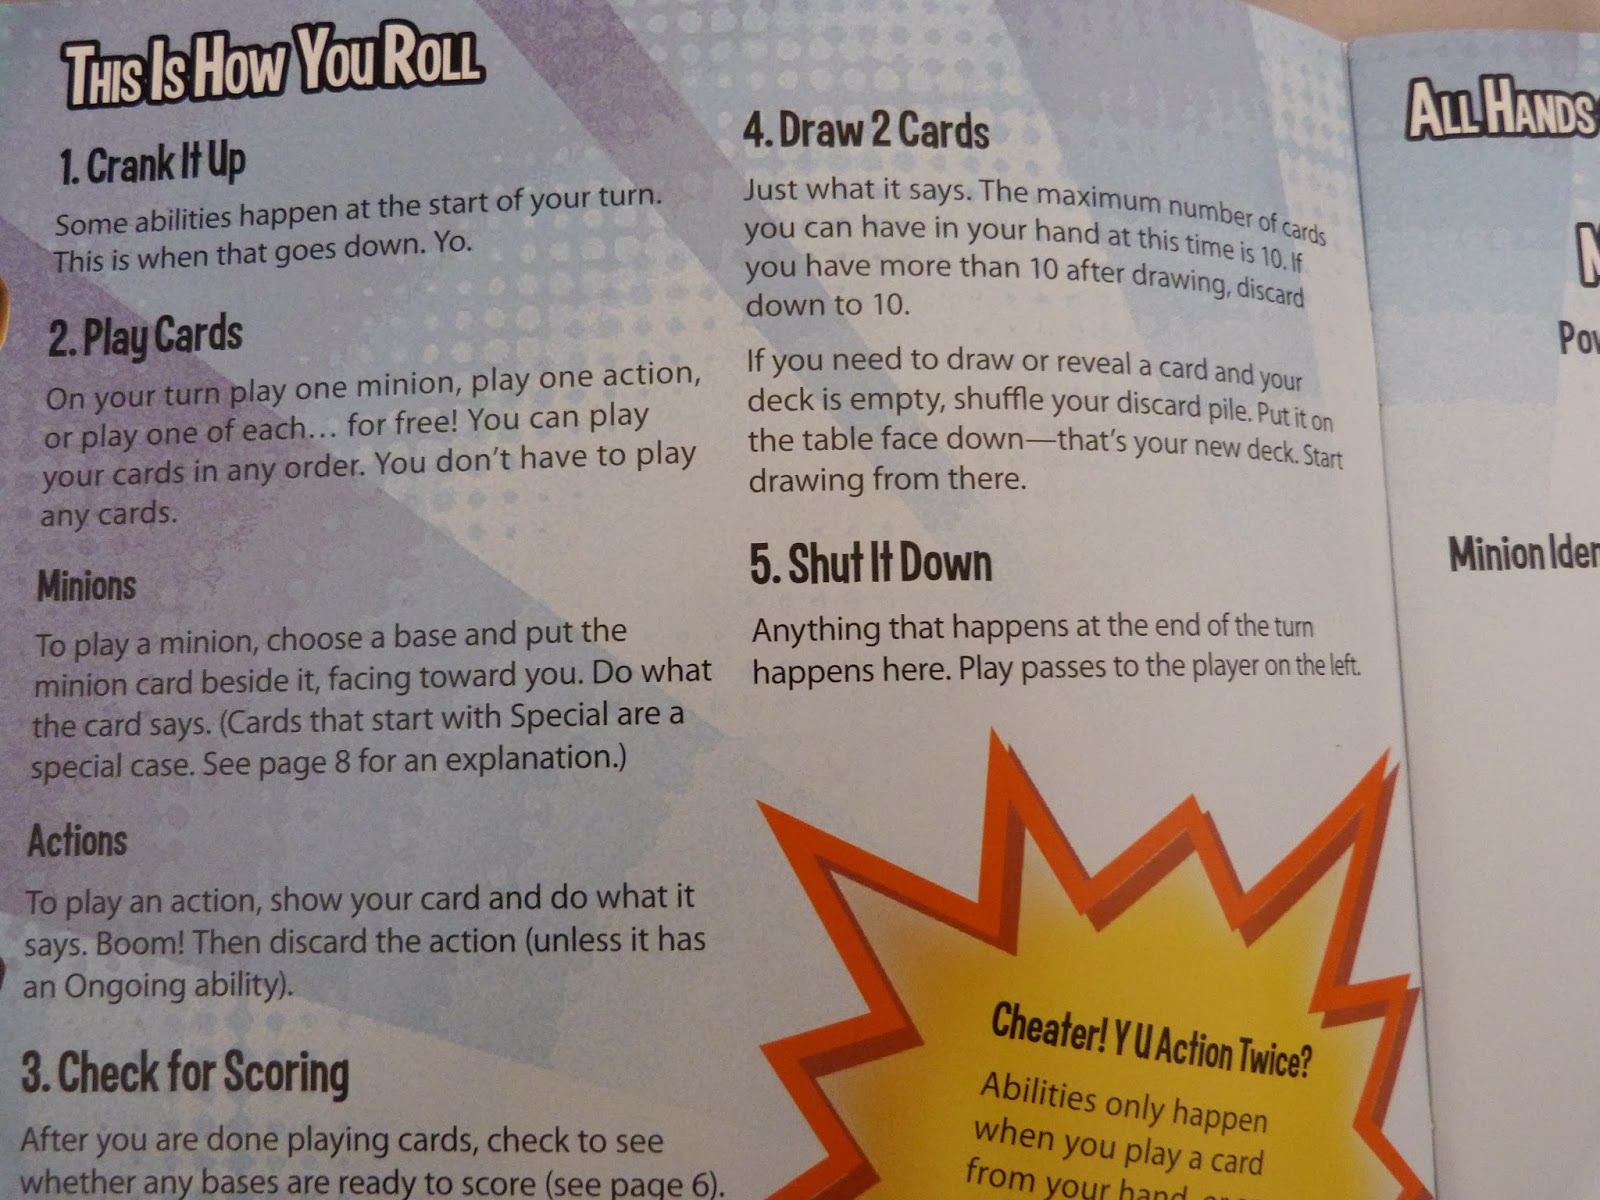 This Is How You Roll
1. Crank It Up
Some abilities happen at the start of your turn.
This is when that goes down. Yo.
2. Play Cards
On your turn play one minion, play one action,
or play one of each... for free! You can play
your cards in any order. You don't have to play
any cards.
Minions
To play a minion, choose a base and put the
minion card beside it, facing toward you. Do what
the card says. (Cards that start with Special are a
special case. See page 8 for an explanation.)
Actions
To play an action, show your card and do what it
says. Boom! Then discard the action (unless it has
an Ongoing ability).
3. Check for Scoring
After you are done playing cards, check to see
whether any bases are ready to score (see page 6).
4. Draw 2 Cards
Just what it says. The maximum number of cards
you can have in your hand at this time is 10. If
you have more than 10 after drawing, discard
down to 10.
If you need to draw or reveal a card and your
deck is empty, shuffle your discard pile. Put it on
the table face down—that's your new deck. Start
drawing from there.
5. Shut It Down
Anything that happens at the end of the turn
happens here. Play passes to the player on the left.
Cheater! Y U Action Twice?
Abilities only happen
when you play a card
from your hand
All Hands
Minion